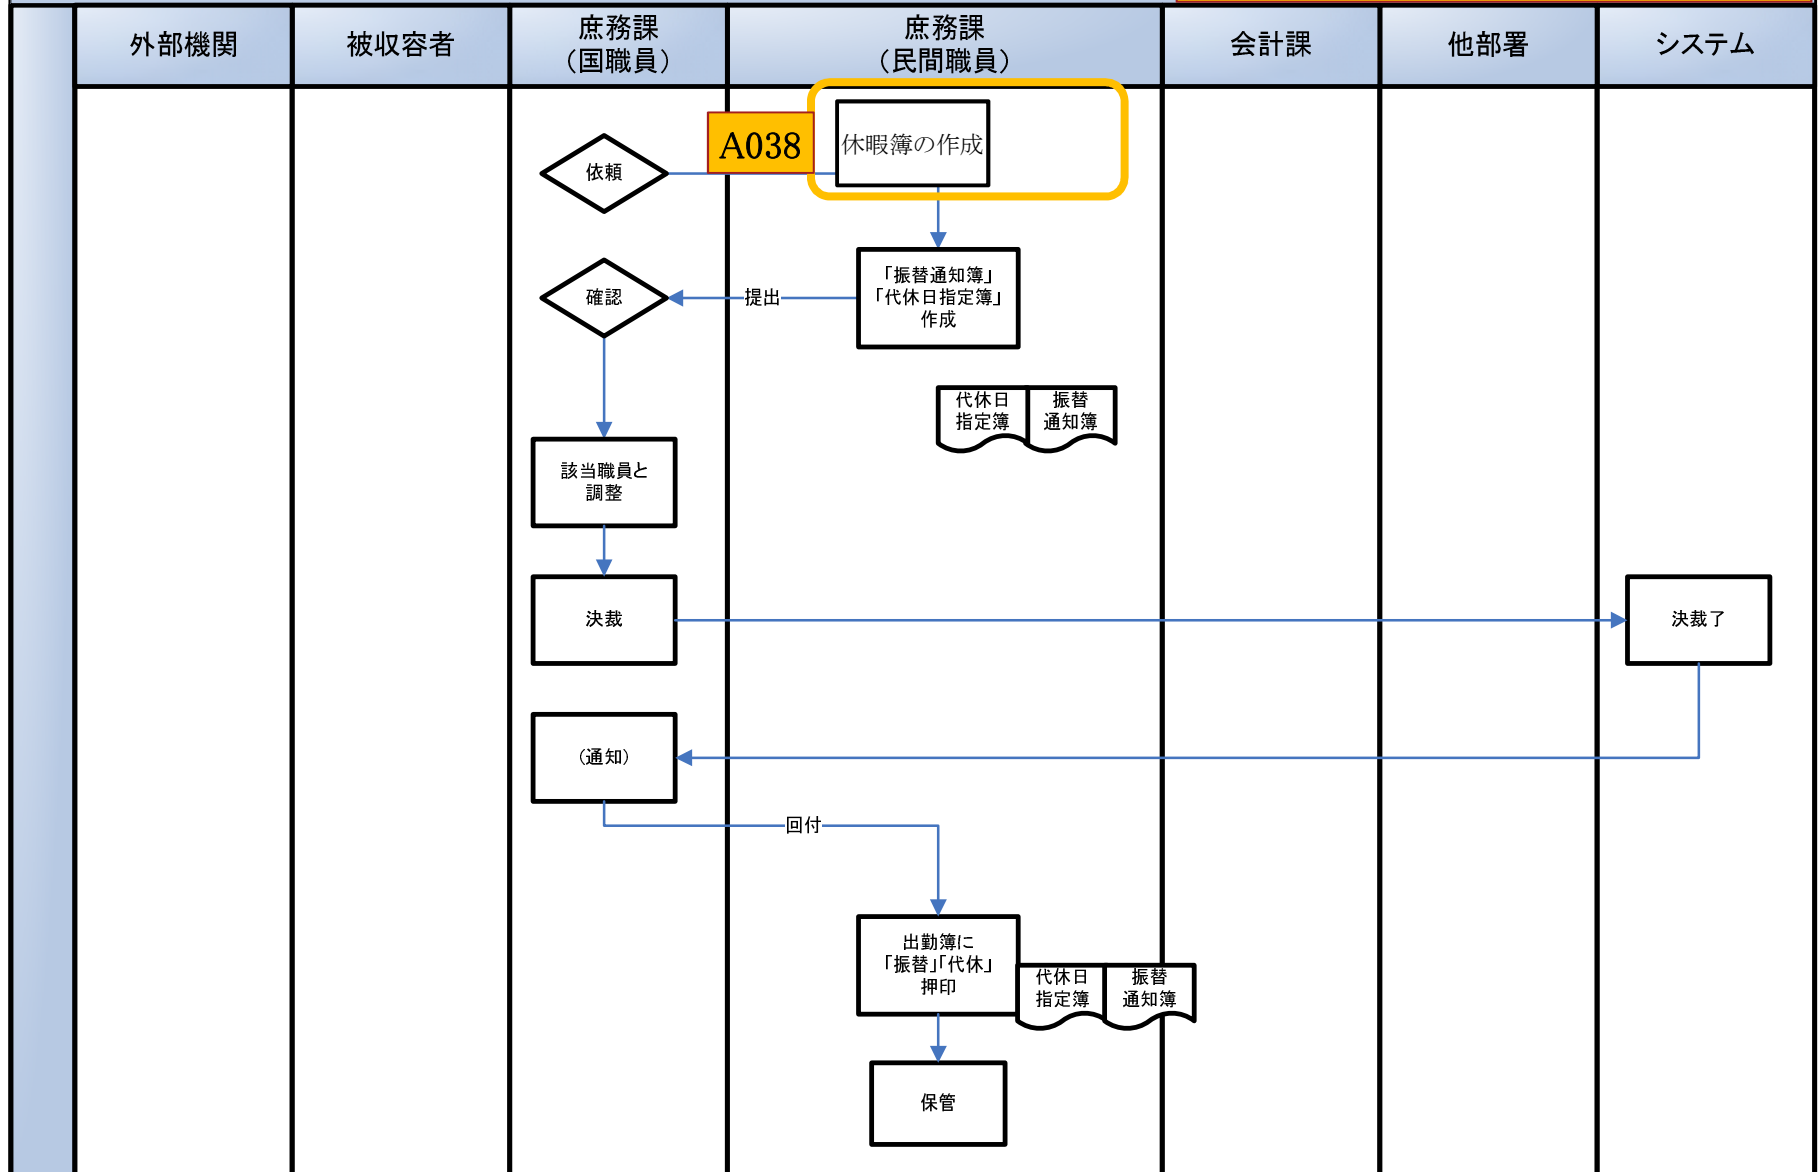 外部機関
被収容者
庶務課
（国職員）
庶務課
（民間職員）
会計課
他部署
システム
依頼
A038
休暇簿の作成
確認
提出
「振替通知簿」
「代休日指定簿」
作成
代休日
指定簿
振替
通知簿
該当職員と
調整
決裁
決裁了
（通知）
回付
出勤簿に
「振替」「代休」
押印
代休日
指定簿
振替
通知簿
保管